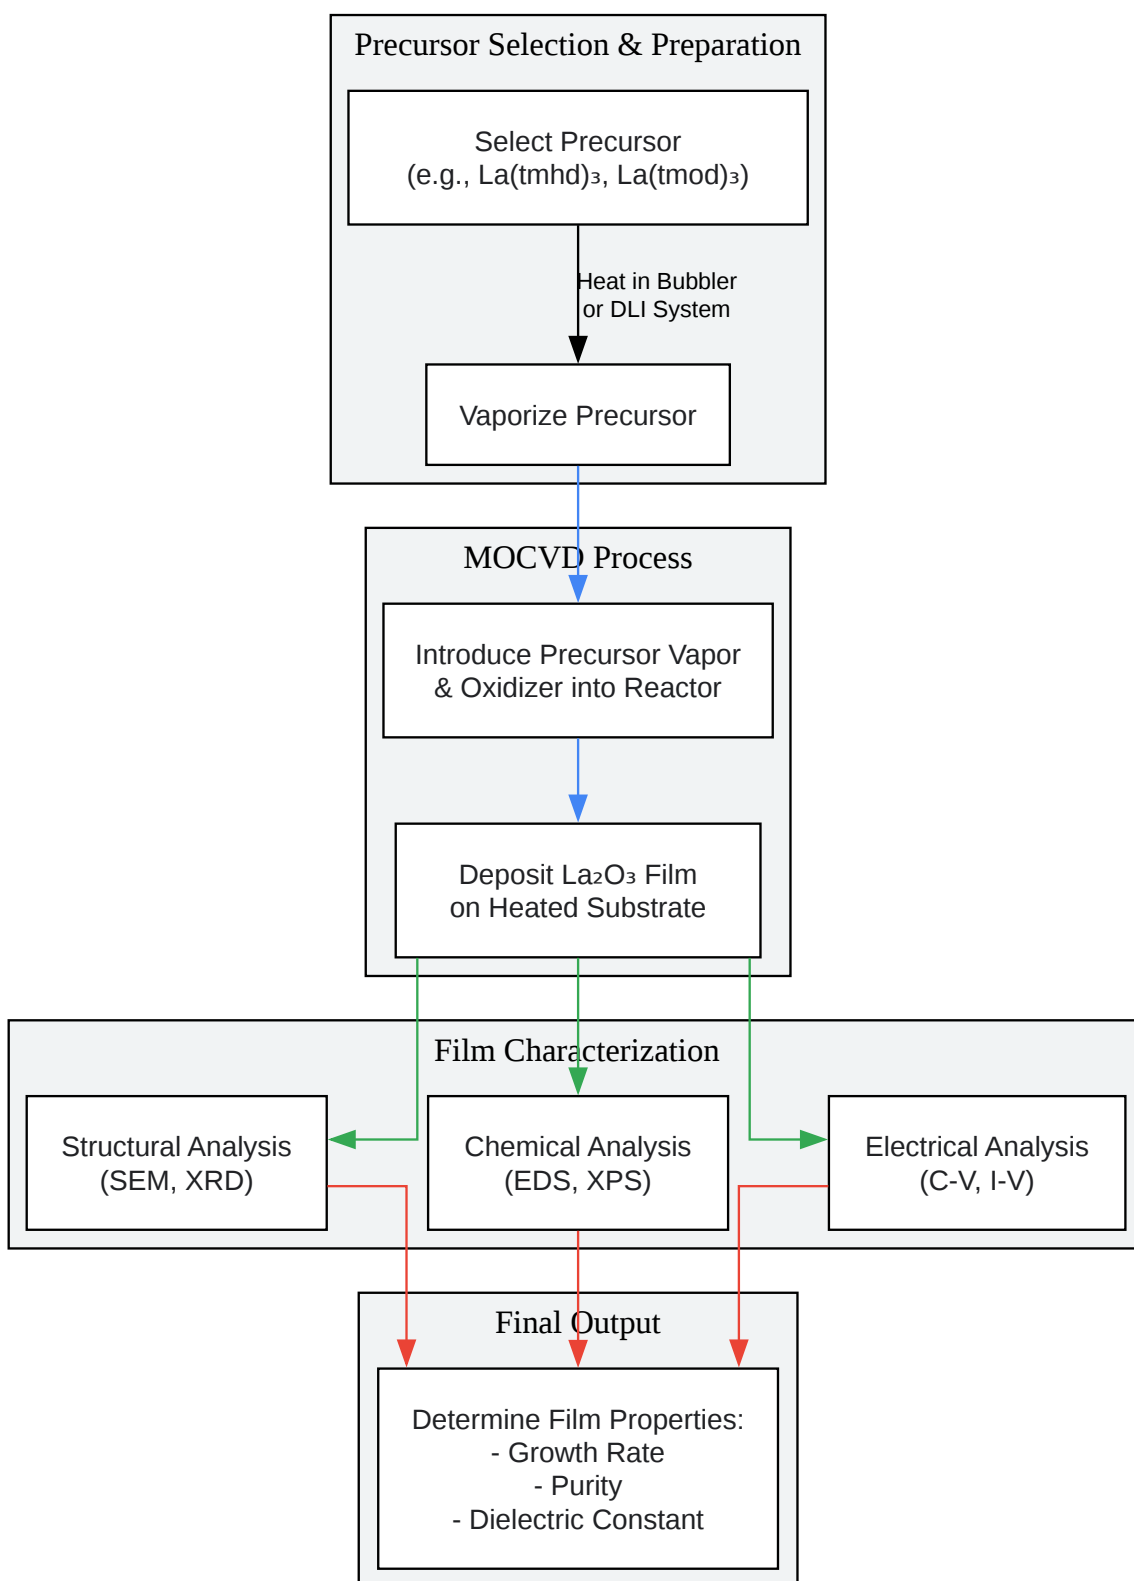 Precursor Selection & Preparation
Select Precursor
(e.g., La(tmhd)₃, La(tmod)₃)
Heat in Bubbler
or DLI System
Vaporize Precursor
MOCVD Process
Introduce Precursor Vapor
& Oxidizer into Reactor
Deposit La₂O₃ Film
on Heated Substrate
Film Characterization
Structural Analysis
(SEM, XRD)
Chemical Analysis
(EDS, XPS)
Electrical Analysis
(C-V, I-V)
Final Output
Determine Film Properties:
- Growth Rate
- Purity
- Dielectric Constant